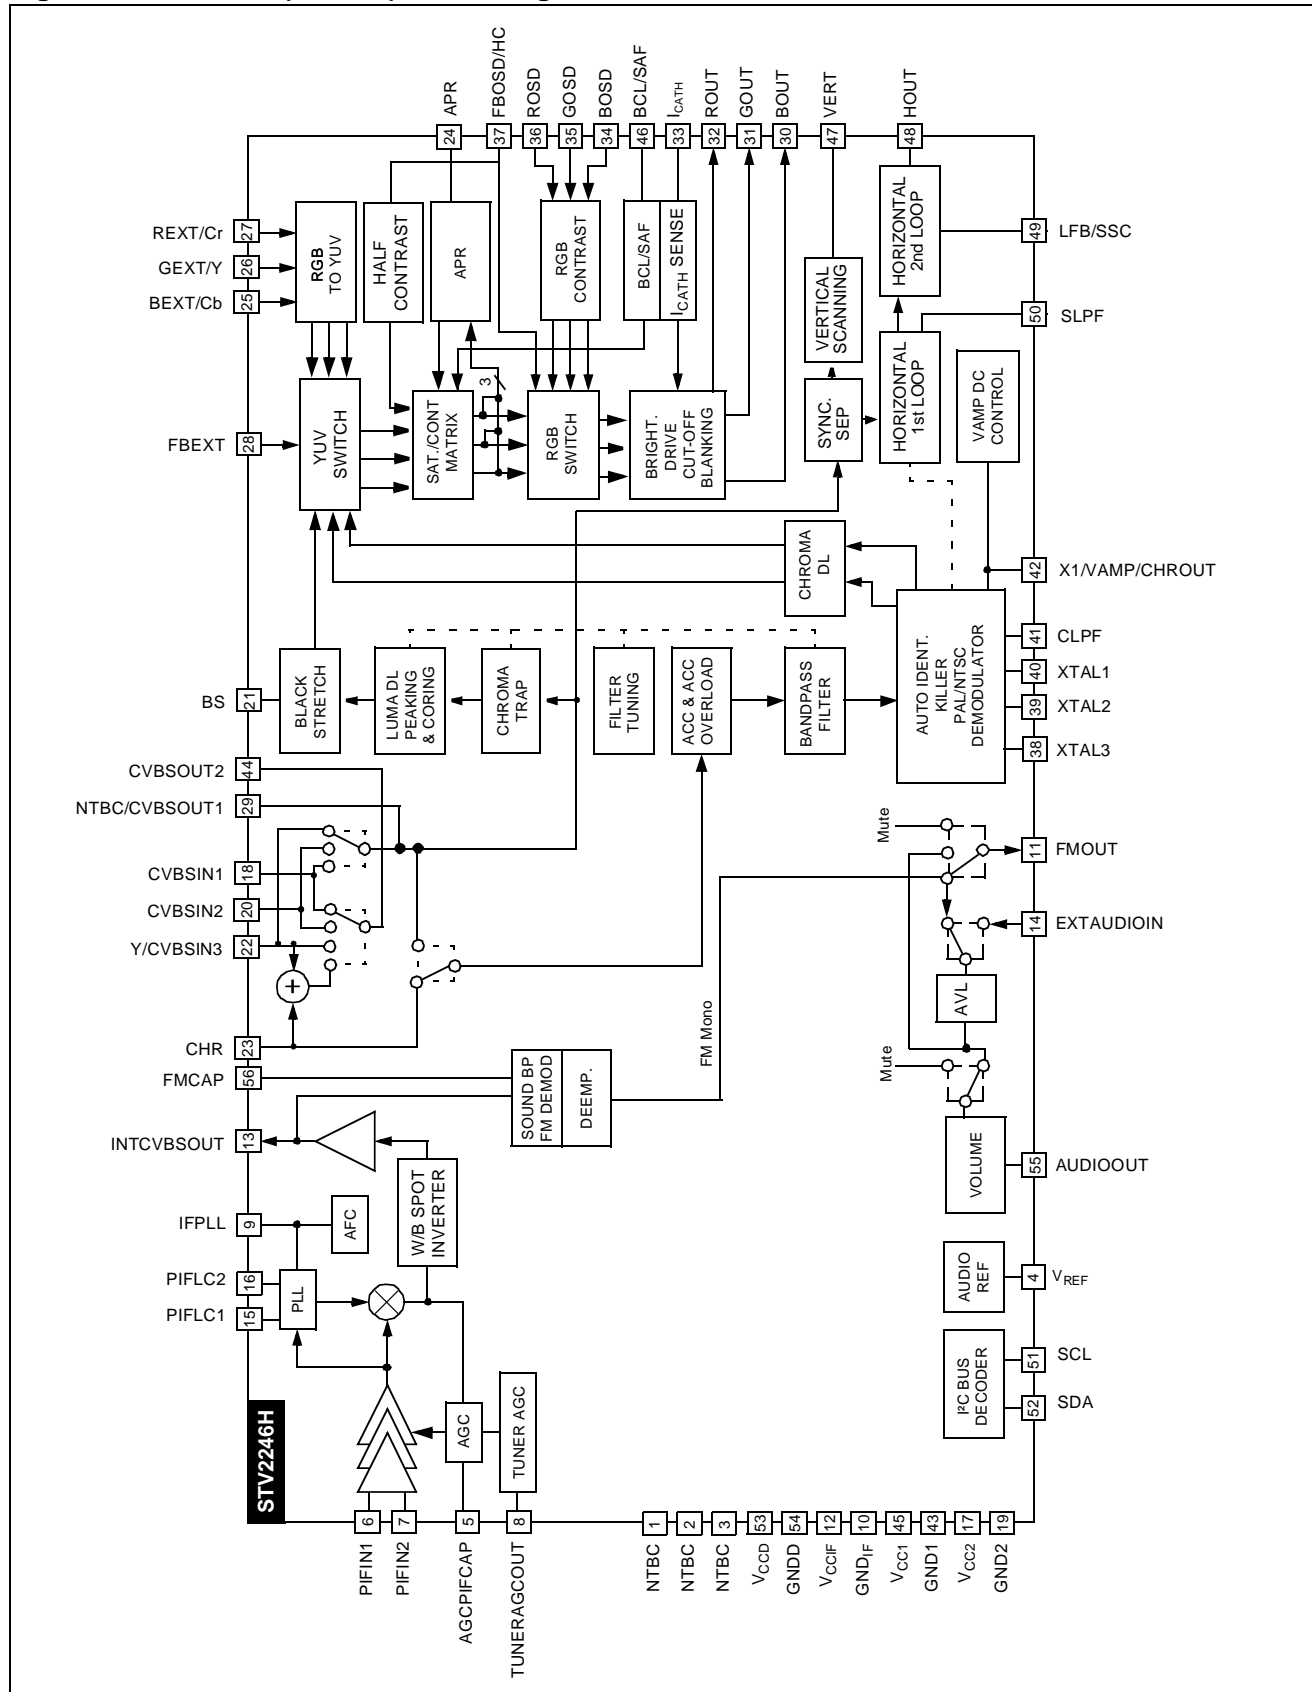 APR
FBOSD/HC
ROSD
GOSD
BOSD
BCL/SAF
ICATH
ROUT
GOUT
BOUT
VERT
HOUT
24
37
36
35
34
46
33
32
31
30
47
48
REXT/Cr
27
GEXT/Y
26
BEXT/Cb
25
RGB
TO YUV
HALF
CONTRAST
APR
RGB
CONTRAST
BCL/SAF
ICATH SENSE
VERTICAL
SCANNING
HORIZONTAL
2nd LOOP
49
LFB/SSC
50
SLPF
FBEXT
28
YUV
SWITCH
SAT./CONT
MATRIX
3
RGB
SWITCH
BRIGHT.
DRIVE
CUT-OFF
BLANKING
SYNC.
SEP
HORIZONTAL
1st LOOP
VAMP DC
CONTROL
CHROMA
DL
42
X1/VAMP/CHROUT
41
CLPF
40
XTAL1
39
XTAL2
38
XTAL3
BS
21
BLACK
STRETCH
LUMA DL
PEAKING
& CORING
CHROMA
TRAP
FILTER
TUNING
ACC & ACC
OVERLOAD
BANDPASS
FILTER
AUTO IDENT.
KILLER
PAL/NTSC
DEMODULATOR
CVBSOUT2
44
NTBC/CVBSOUT1
29
CVBSIN1
18
CVBSIN2
20
Y/CVBSIN3
22
+
CHR
23
FMCAP
56
Mute
11
FMOUT
14
EXTAUDIOIN
AVL
FM Mono
Mute
SOUND BP
FM DEMOD
DEEMP.
INTCVBSOUT
13
VOLUME
55
AUDIOOUT
IFPLL
9
AFC
W/B SPOT
INVERTER
PIFLC2
16
PIFLC1
15
PLL
AUDIO
REF
4
VREF
I²C BUS
DECODER
51
SCL
52
SDA
STV2246H
AGC
TUNER AGC
6
7
5
8
1
2
3
53
54
12
10
45
43
17
19
PIFIN1
PIFIN2
AGCPIFCAP
TUNERAGCOUT
NTBC
NTBC
NTBC
VCCD
GNDD
VCCIF
GNDIF
VCC1
GND1
VCC2
GND2